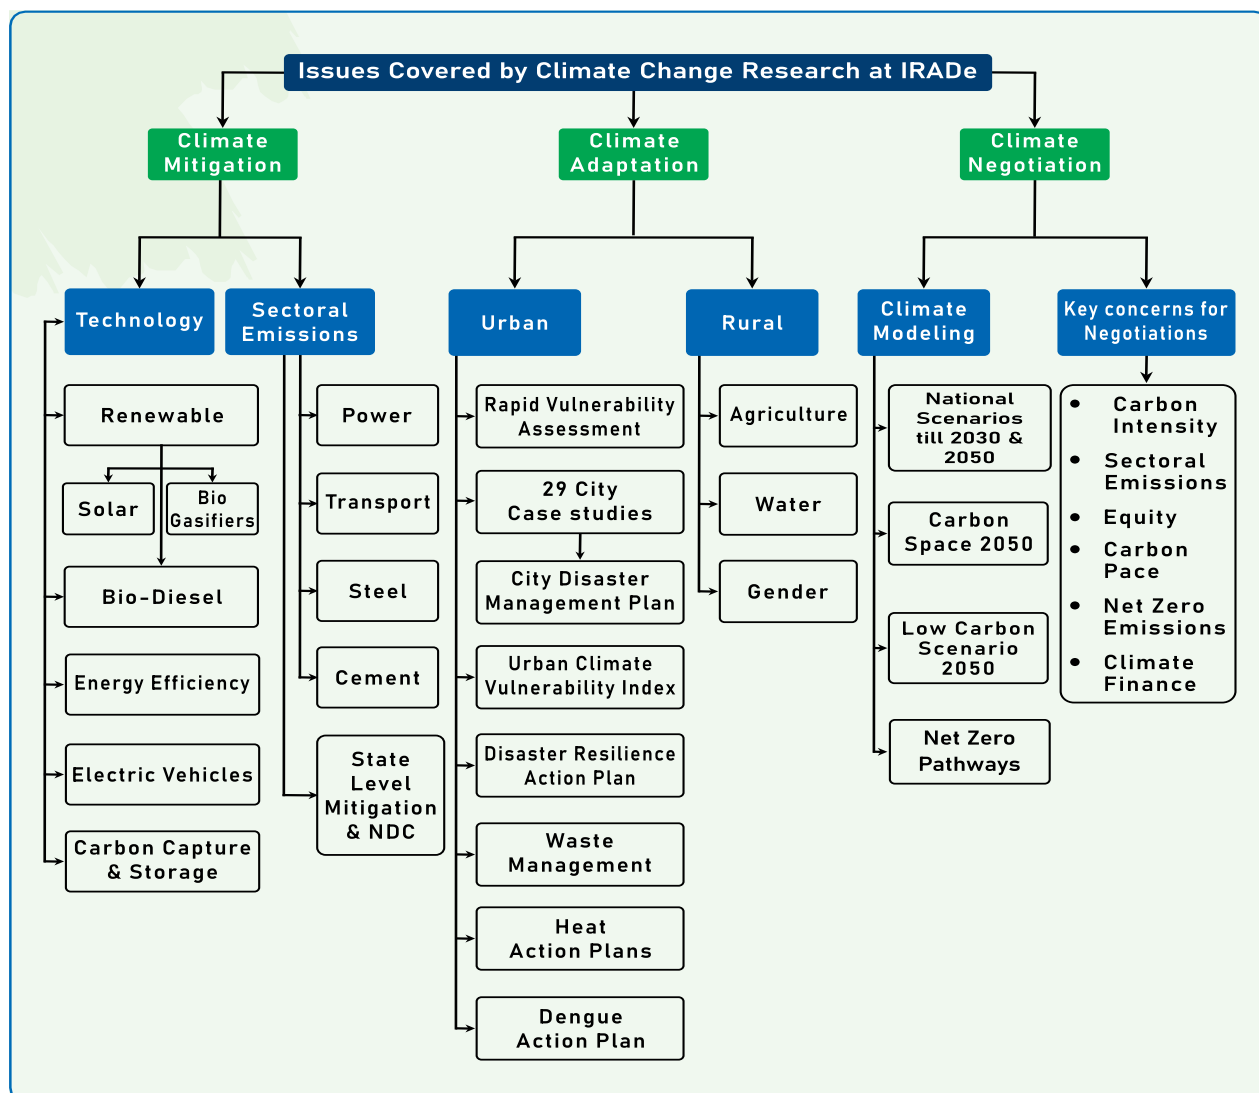 Issues Covered by Climate Change Research at IRADe
Climate
Mitigation
Climate
Adaptation
Climate
Negotiation
Technology
Sectoral
Emissions
Urban
Rural
Climate
Modeling
Key concerns for
Negotiations
Renewable
Solar
Bio
Gasifiers
Bio-Diesel
Energy Efficiency
Electric Vehicles
Carbon Capture
& Storage
Power
Transport
Steel
Cement
State
Level
Mitigation
& NDC
Rapid Vulnerability
Assessment
29 City
Case studies
City Disaster
Management Plan
Urban Climate
Vulnerability Index
Disaster Resilience
Action Plan
Waste
Management
Heat
Action Plans
Dengue
Action Plan
Agriculture
Water
Gender
National
Scenarios
till 2030 &
2050
Carbon
Space 2050
Low Carbon
Scenario
2050
Net Zero
Pathways
• Carbon
Intensity
• Sectoral
Emissions
• Equity
• Carbon
Pace
• Net Zero
Emissions
• Climate
Finance